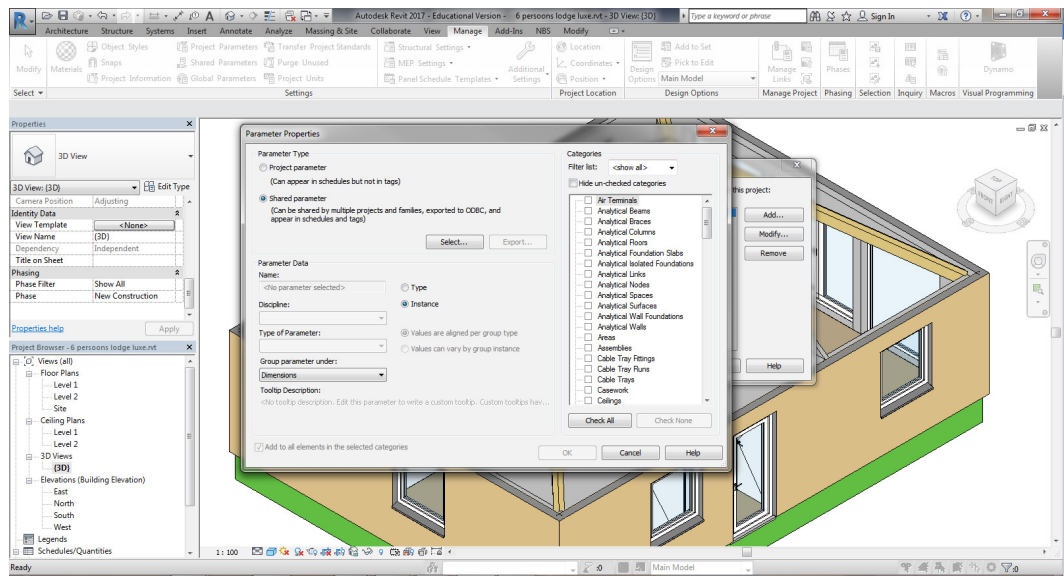 Autodesk Revit 2017 - Educational Version - 6 persoons lodge luxe.rvt - 3D View: {3D}
Type a keyword or phrase
Sign In
Architecture Structure Systems Insert Annotate Analyze Massing & Site Collaborate View Manage Add-Ins NBS Modify
Modify
Materials
Object Styles
Snaps
Project Information
Project Parameters
Shared Parameters
Global Parameters
Transfer Project Standards
Purge Unused
Project Units
Structural Settings
MEP Settings
Panel Schedule Templates
Additional Settings
Location
Coordinates
Position
Design Options
Add to Set
Pick to Edit
Main Model
Manage Links
Phases
Dynamo
Select
Settings
Project Location
Design Options
Manage Project
Phasing
Selection
Inquiry
Macros
Visual Programming
Properties
3D View
3D View: {3D}
Edit Type
Camera Position Adjusting
Identity Data
View Template <None>
View Name {3D}
Dependency Independent
Title on Sheet
Phasing
Phase Filter Show All
Phase New Construction
Properties help
Apply
Project Browser - 6 persoons lodge luxe.rvt
Views (all)
Floor Plans
Level 1
Level 2
Site
Ceiling Plans
Level 1
Level 2
3D Views
{3D}
Elevations (Building Elevation)
East
North
South
West
Legends
Schedules/Quantities
Parameter Properties
Parameter Type
Project parameter
(Can appear in schedules but not in tags)
Shared parameter
(Can be shared by multiple projects and families, exported to ODBC, and
appear in schedules and tags)
Select...
Export...
Parameter Data
Name:
<No parameter selected>
Discipline:
Type of Parameter:
Group parameter under:
Dimensions
Tooltip Description:
<No tooltip description. Edit this parameter to write a custom tooltip. Custom tooltips hav...
Type
Instance
Values are aligned per group type
Values can vary by group instance
Add to all elements in the selected categories
Categories
Filter list: <show all>
Hide un-checked categories
Air Terminals
Analytical Beams
Analytical Braces
Analytical Columns
Analytical Floors
Analytical Foundation Slabs
Analytical Isolated Foundations
Analytical Links
Analytical Nodes
Analytical Spaces
Analytical Surfaces
Analytical Wall Foundations
Analytical Walls
Areas
Assemblies
Cable Tray Fittings
Cable Tray Runs
Cable Trays
Casework
Ceilings
Check All
Check None
OK
Cancel
Help
this project:
Add...
Modify...
Remove
Help
TOP
FRONT
RIGHT
1 : 100
Ready
:0
Main Model
:0